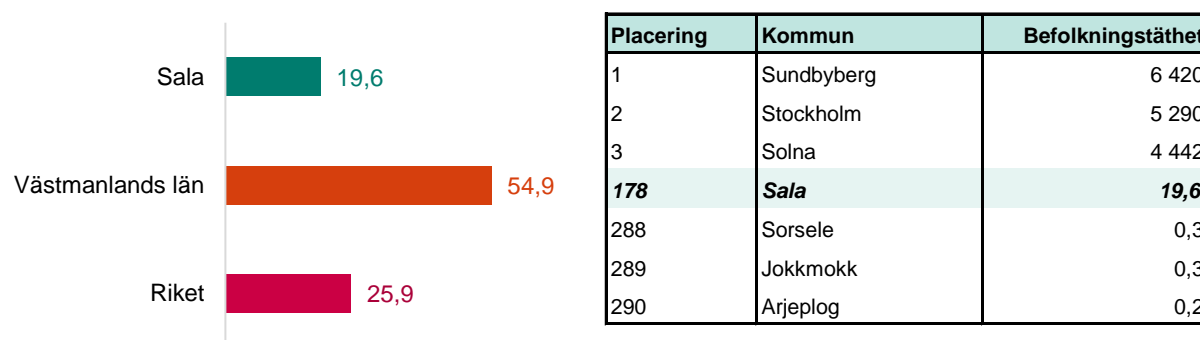 Sala 19,6
Västmanlands län 54,9
Riket 25,9
Placering Kommun Befolkningstäthet
1 Sundbyberg 6 420
2 Stockholm 5 290
3 Solna 4 442
178 Sala 19,6
288 Sorsele 0,3
289 Jokkmokk 0,3
290 Arjeplog 0,2